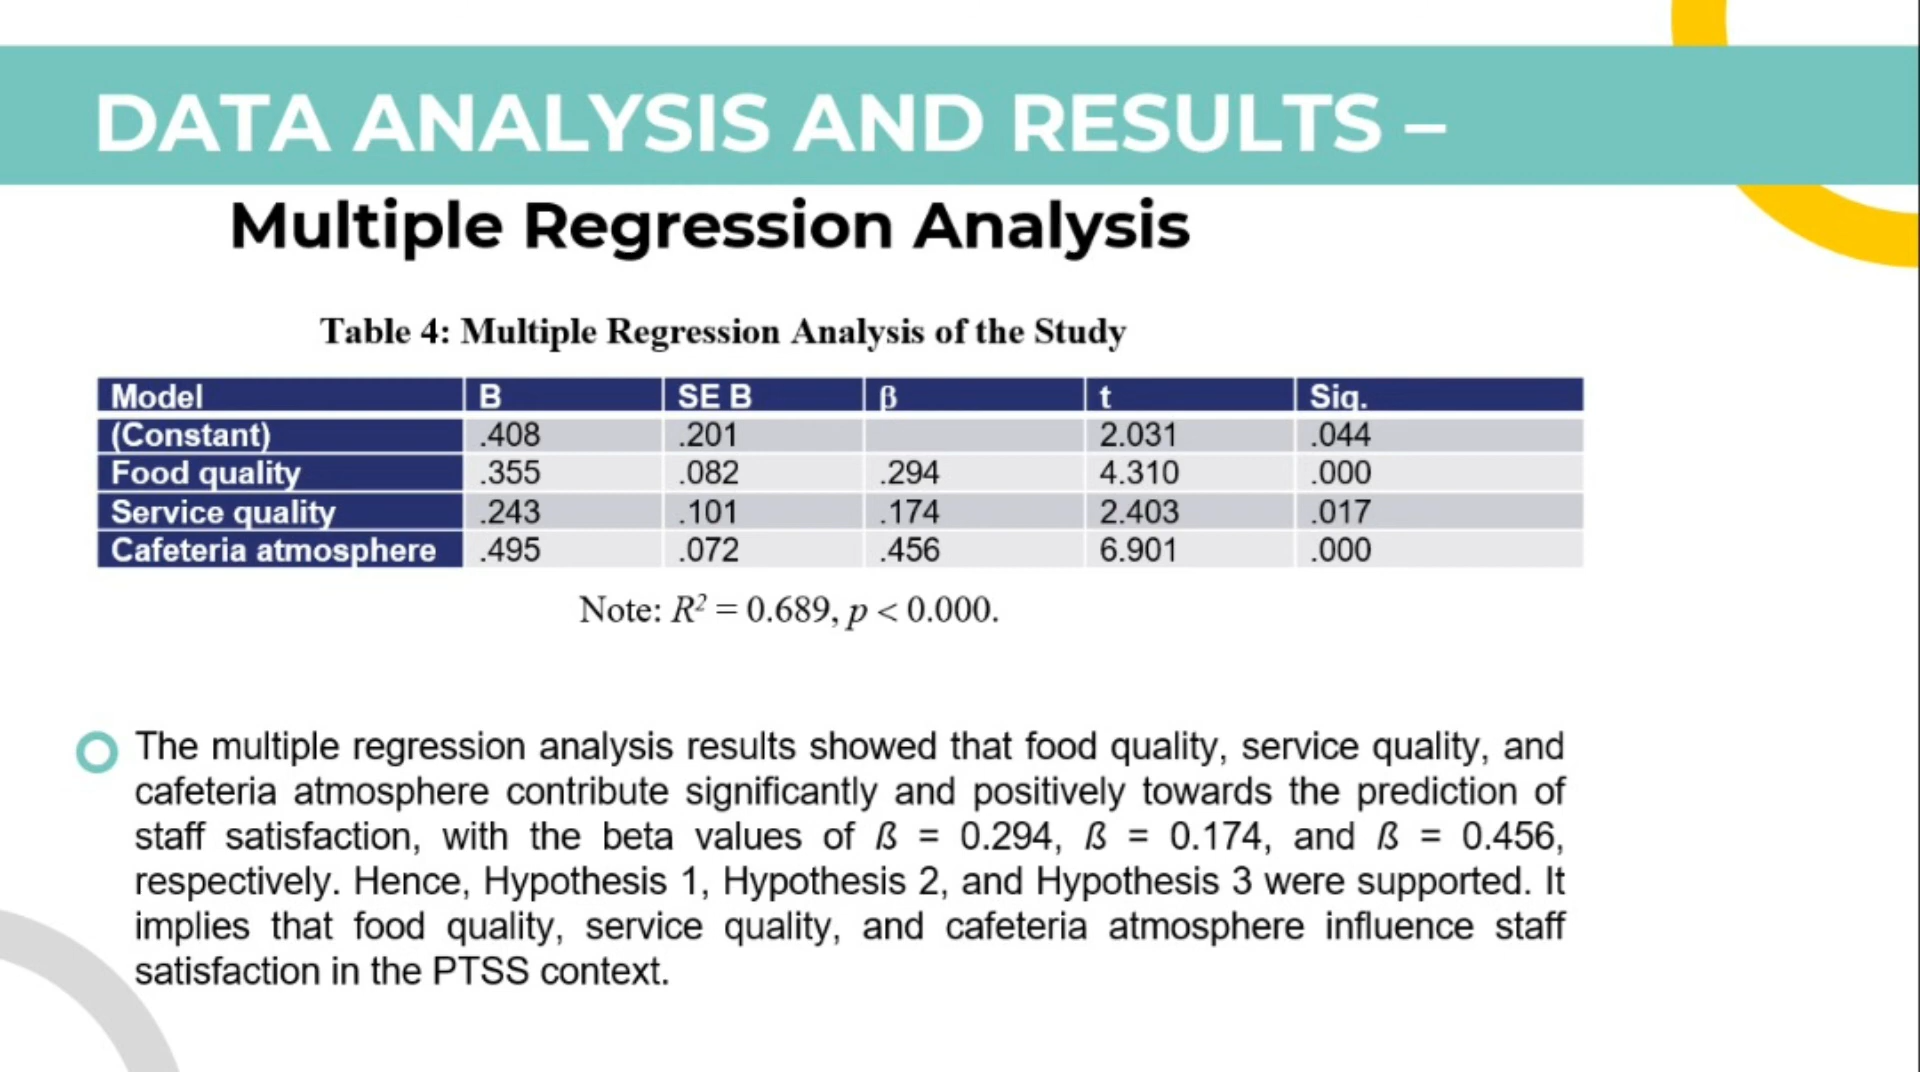 DATA ANALYSIS AND RESULTS –
Multiple Regression Analysis
Table 4: Multiple Regression Analysis of the Study
Model B SE B β t Sig.
(Constant) .408 .201 2.031 .044
Food quality .355 .082 .294 4.310 .000
Service quality .243 .101 .174 2.403 .017
Cafeteria atmosphere .495 .072 .456 6.901 .000
Note: R² = 0.689, p < 0.000.
The multiple regression analysis results showed that food quality, service quality, and
cafeteria atmosphere contribute significantly and positively towards the prediction of
staff satisfaction, with the beta values of ß = 0.294, ß = 0.174, and ß = 0.456,
respectively. Hence, Hypothesis 1, Hypothesis 2, and Hypothesis 3 were supported. It
implies that food quality, service quality, and cafeteria atmosphere influence staff
satisfaction in the PTSS context.